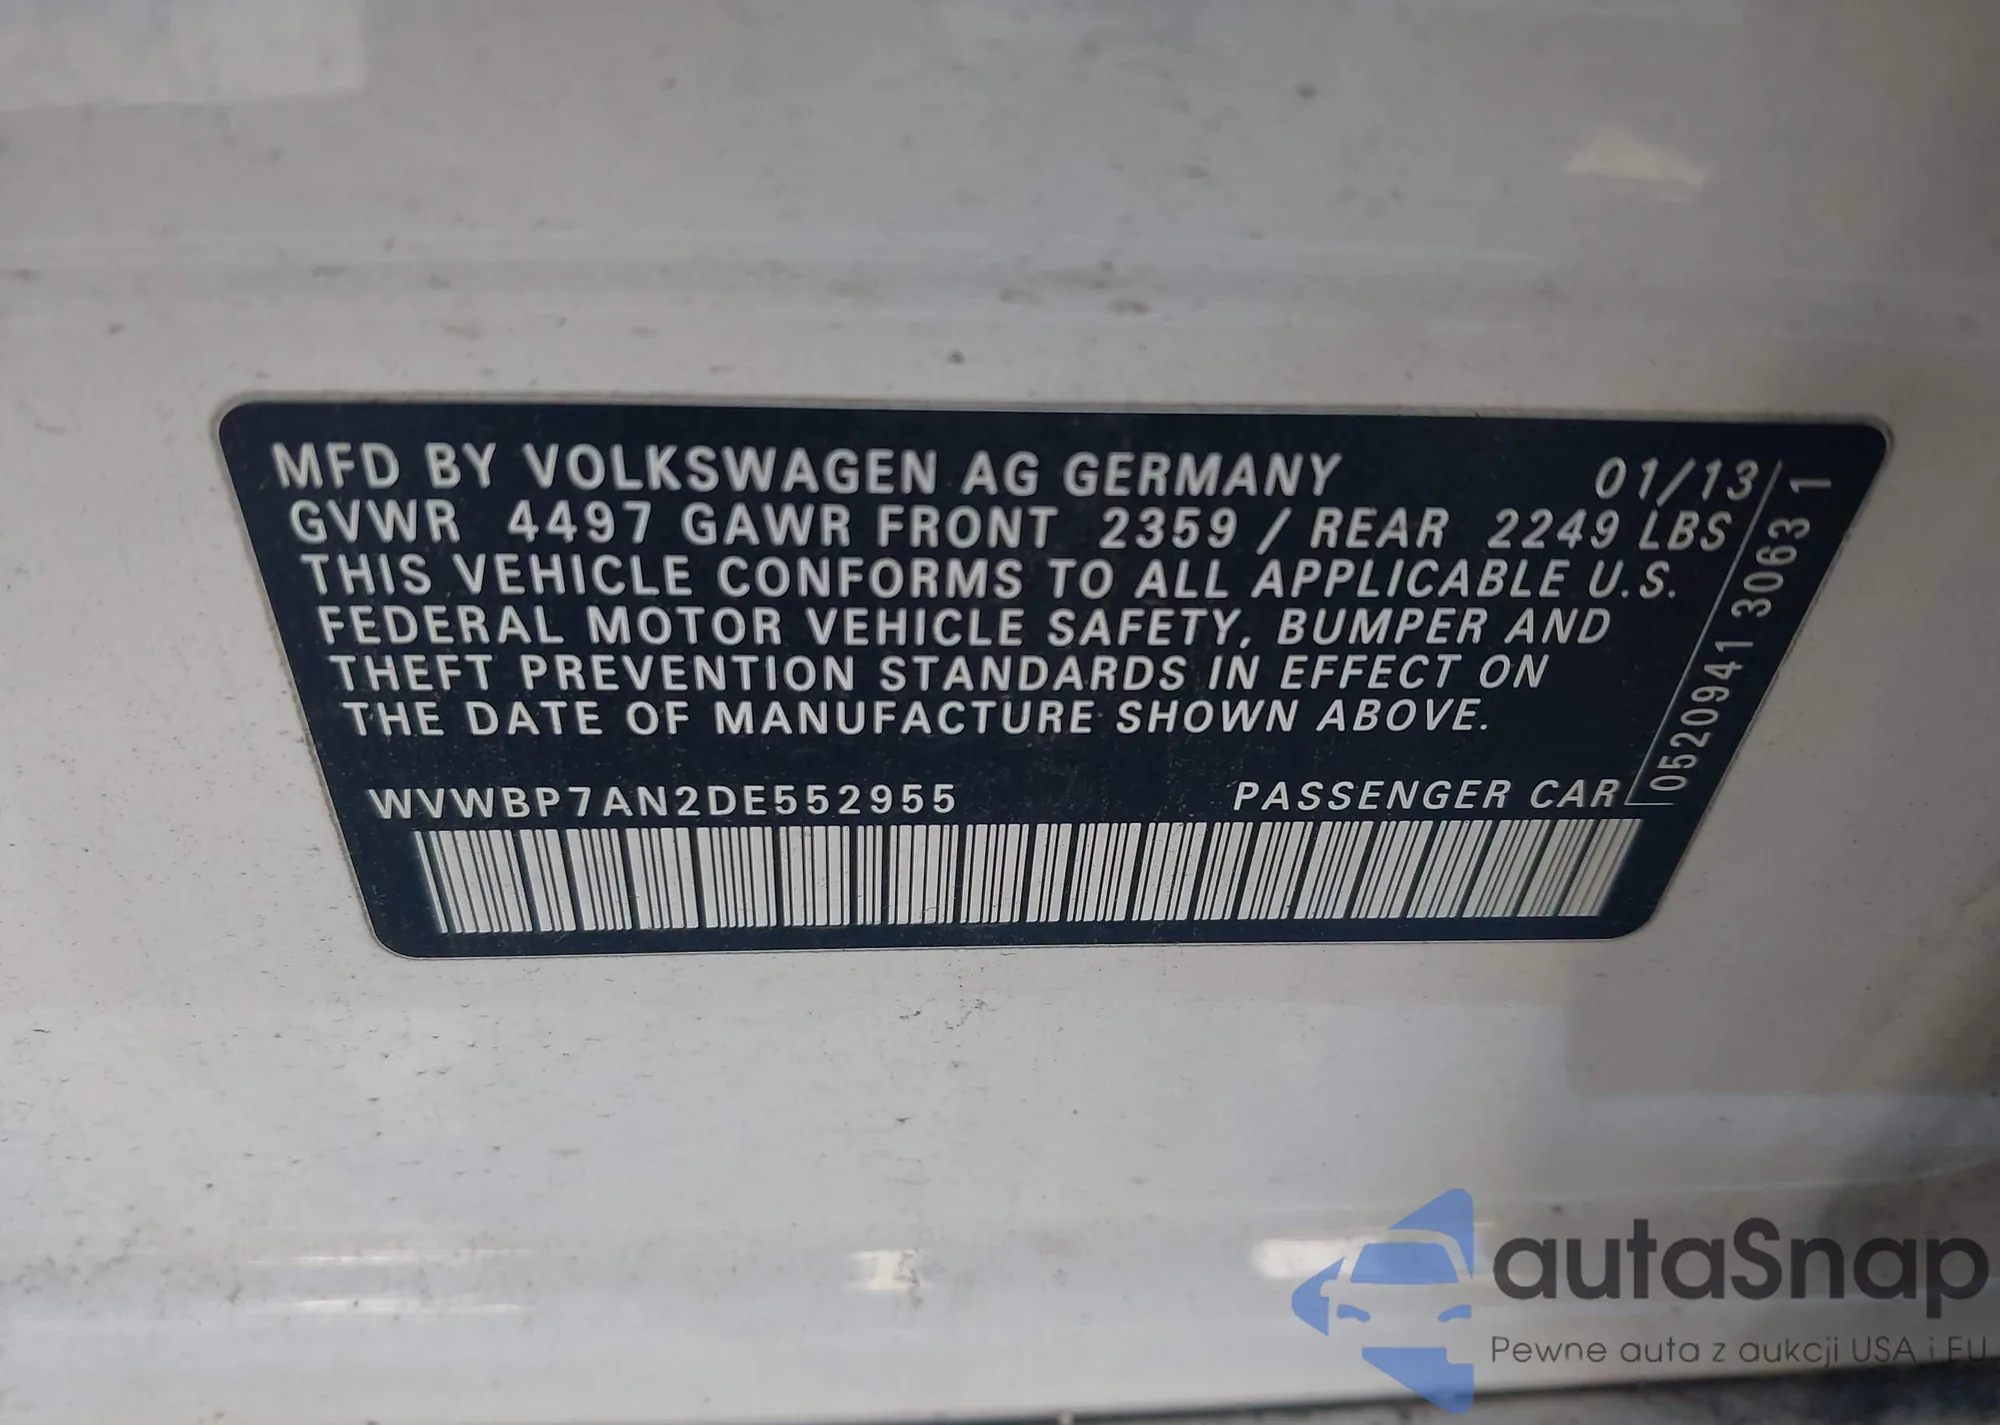 MFD BY VOLKSWAGEN AG GERMANY 01/13
GVWR 4497 GAWR FRONT 2359 / REAR 2249 LBS
THIS VEHICLE CONFORMS TO ALL APPLICABLE U.S.
FEDERAL MOTOR VEHICLE SAFETY, BUMPER AND
THEFT PREVENTION STANDARDS IN EFFECT ON
THE DATE OF MANUFACTURE SHOWN ABOVE.
WVWBP7AN2DE552955 PASSENGER CAR
0520941 30631
autaSnap
Pewne auta z aukcji USA i EU